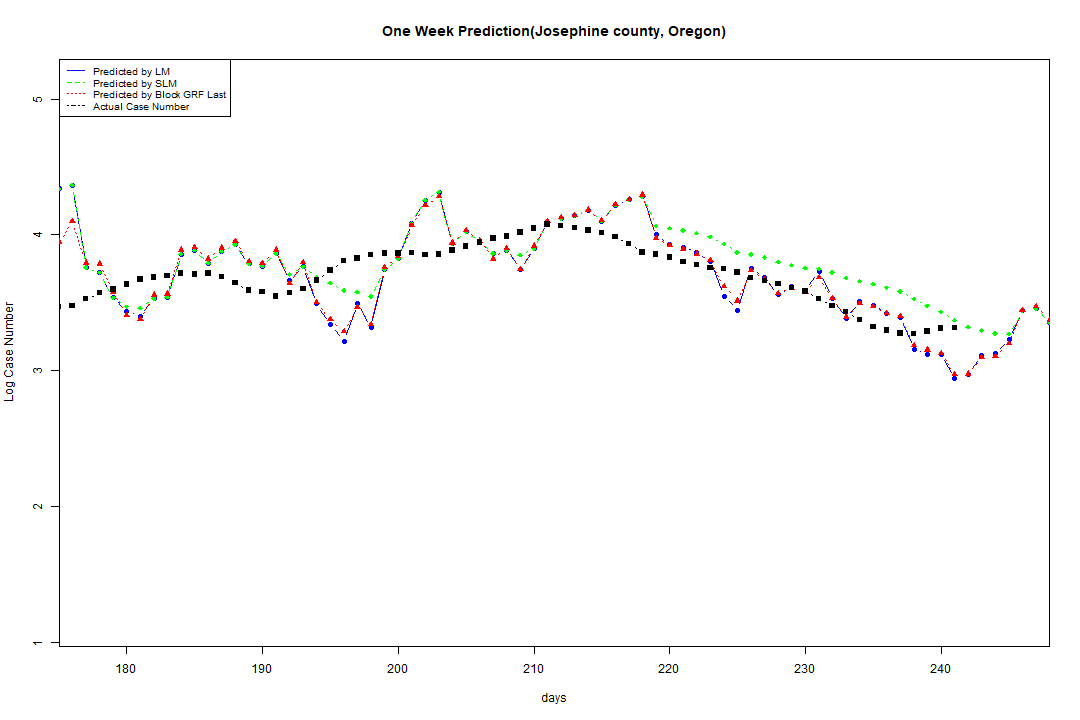 One Week Prediction(Josephine county, Oregon)
Predicted by LM
Predicted by SLM
Predicted by Block GRF Last
Actual Case Number
5
4
3
2
1
Log Case Number
180 190 200 210 220 230 240
days